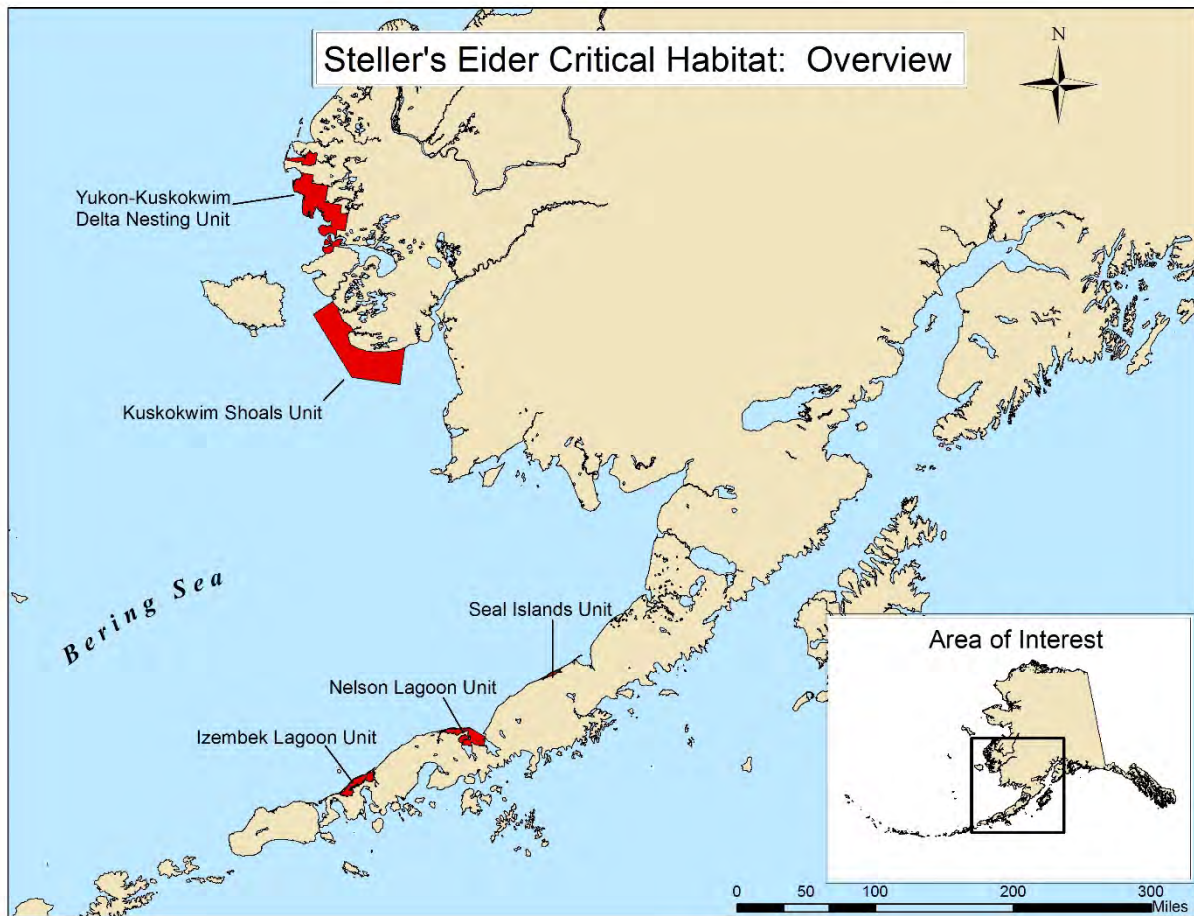 Steller's Eider Critical Habitat: Overview
N
Yukon-Kuskokwim
Delta Nesting Unit
Kuskokwim Shoals Unit
Bering Sea
Seal Islands Unit
Nelson Lagoon Unit
Izembek Lagoon Unit
Area of Interest
0 50 100 200 300
Miles